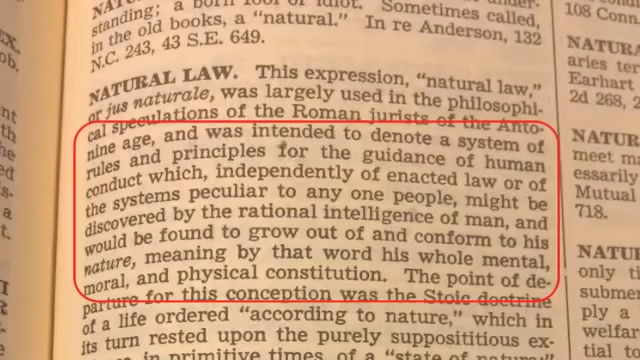 standing; a born fool or idiot. Sometimes called,
in the old books, a "natural." In re Anderson, 132
N.C. 243, 43 S.E. 649.
NATURAL LAW. This expression, "natural law,"
or jus naturale, was largely used in the philosophi-
cal speculations of the Roman jurists of the Anto-
nine age, and was intended to denote a system of
rules and principles for the guidance of human
conduct which, independently of enacted law or of
the systems peculiar to any one people, might be
discovered by the rational intelligence of man, and
would be found to grow out of and conform to his
nature, meaning by that word his whole mental,
moral, and physical constitution. The point of de-
parture for this conception was the Stoic doctrine
of a life ordered "according to nature," which in
its turn rested upon the purely supposititious ex-
in primitive times, of a "state of nature"
108 Conn
NATURA
aries ter
Earhart
2d 268, 2
NATUR
meet m
essarily
Mutual
718.
NATU
only ti
submer
ply a
welfar
tial to